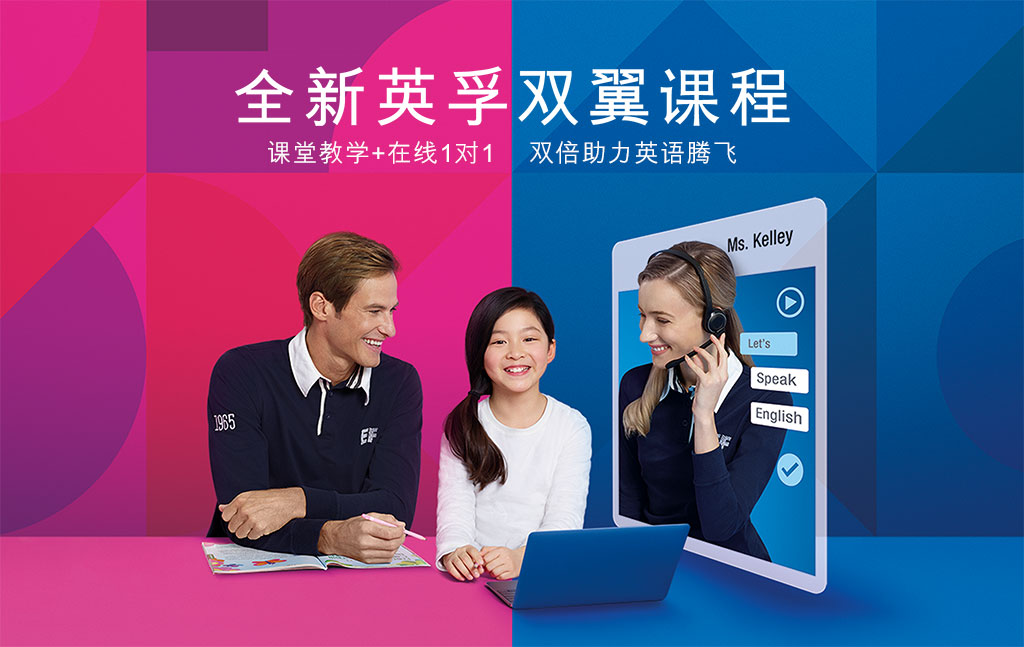 全新英孚双翼课程
课堂教学+在线1对1 双倍助力英语腾飞
Ms. Kelley
Let's
Speak
English
1965
EF